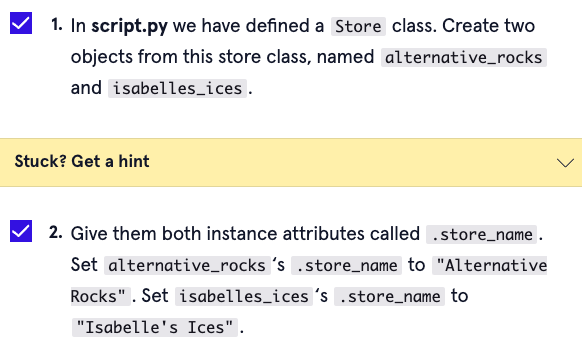 1. In script.py we have defined a Store class. Create two
objects from this store class, named alternative_rocks
and isabelles_ices.
Stuck? Get a hint
2. Give them both instance attributes called .store_name.
Set alternative_rocks's .store_name to "Alternative
Rocks". Set isabelles_ices's .store_name to
"Isabelle's Ices".